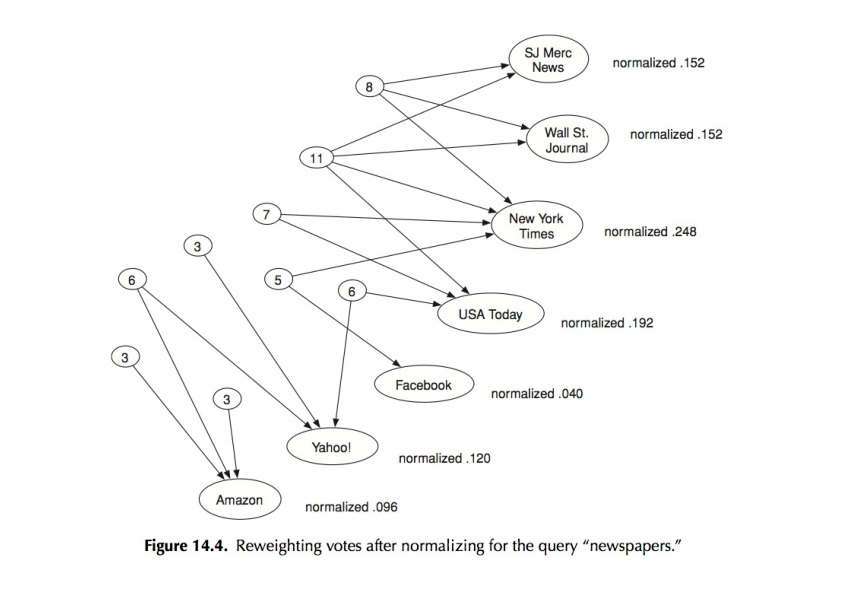 SJ Merc
News
normalized .152
8
Wall St.
Journal
normalized .152
11
7
New York
Times
normalized .248
3
6
5
6
USA Today
normalized .192
3
Facebook
normalized .040
3
Yahoo!
normalized .120
Amazon
normalized .096
Figure 14.4. Reweighting votes after normalizing for the query “newspapers.”